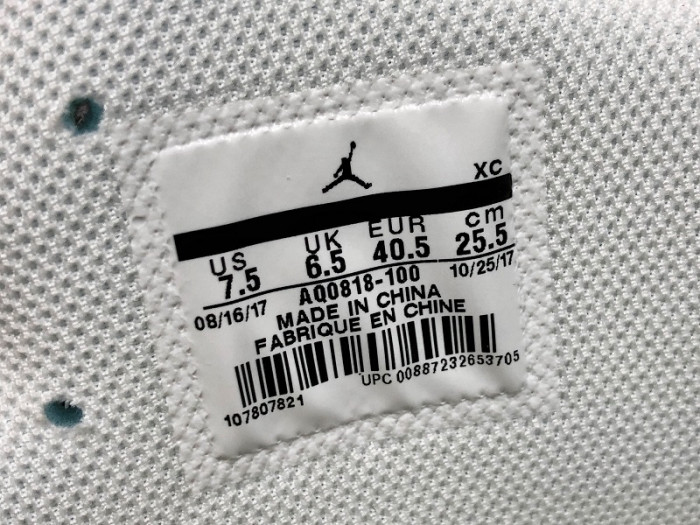 XC
US UK EUR cm
7.5 6.5 40.5 25.5
08/16/17 AQ0818-100 10/25/17
MADE IN CHINA
FABRIQUE EN CHINE
107807821 UPC 00887232653705